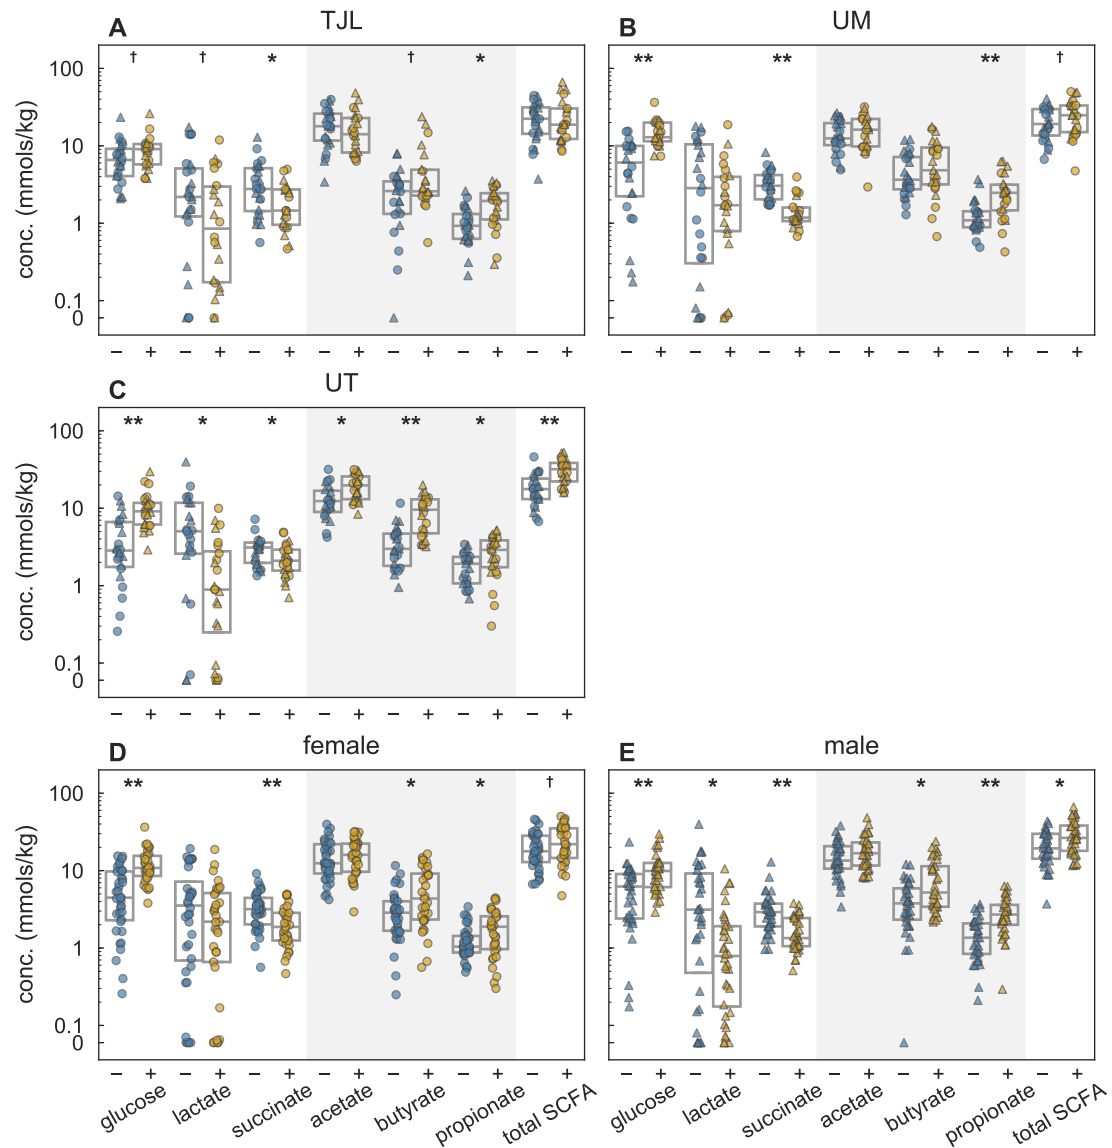 A TJL
† † * † *
conc. (mmols/kg)
100
10
1
0.1
0
− + − + − + − + − + − + − +
B UM
** ** ** †
− + − + − + − + − + − + − +
C UT
** * * * ** * **
conc. (mmols/kg)
100
10
1
0.1
0
− + − + − + − + − + − + − +
D female
** ** * * †
conc. (mmols/kg)
100
10
1
0.1
0
− + − + − + − + − + − + − +
glucose lactate succinate acetate butyrate propionate total SCFA
E male
** * ** * ** *
− + − + − + − + − + − + − +
glucose lactate succinate acetate butyrate propionate total SCFA